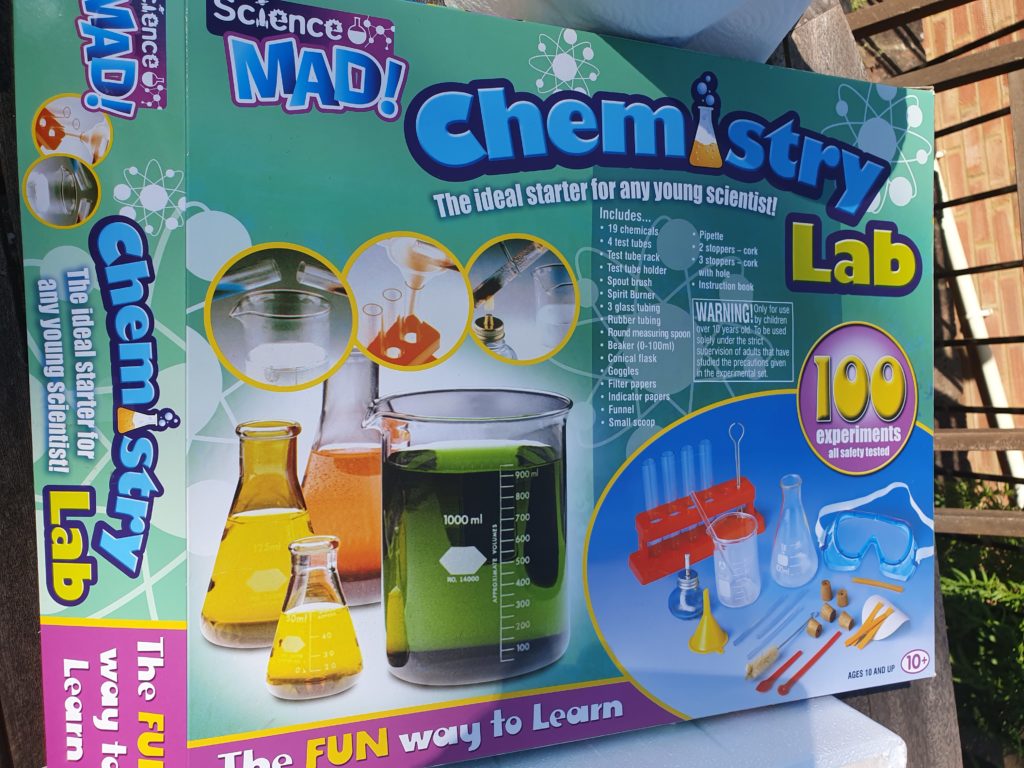 Science
MAD!
Chemistry
Lab
The ideal starter for any young scientist!
Includes...
• 19 chemicals
• 4 test tubes
• Test tube rack
• Test tube holder
• Spout brush
• Spirit Burner
• 3 glass tubing
• Rubber tubing
• Round measuring spoon
• Beaker (0-100ml)
• Conical flask
• Goggles
• Filter papers
• Indicator papers
• Funnel
• Small scoop
• Pipette
• 2 stoppers – cork
• 3 stoppers – cork
with hole
• Instruction book
WARNING! Only for use
by children
over 10 years old. To be used
solely under the strict
supervision of adults that have
studied the precautions given
in the experimental set.
100
experiments
all safety tested
1000 ml
NO. 14000
APPROXIMATE VOLUMES
900 ml
800
700
600
500
400
300
200
100
50ml
40
30
20
AGES 10 AND UP
10+
The FUN way to Learn
Science
MAD!
Chemistry
Lab
The ideal starter for
any young scientist!
The FU
way to
Learn